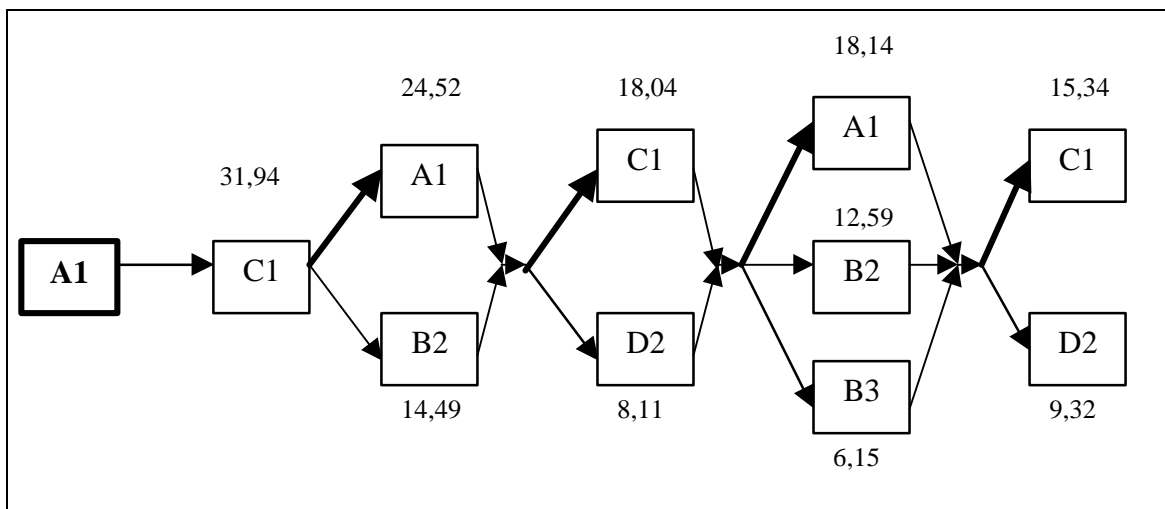 18,14
24,52
18,04
15,34
A1
C1
C1
A1
31,94
12,59
A1
C1
B2
B2
D2
D2
B3
14,49
8,11
9,32
6,15